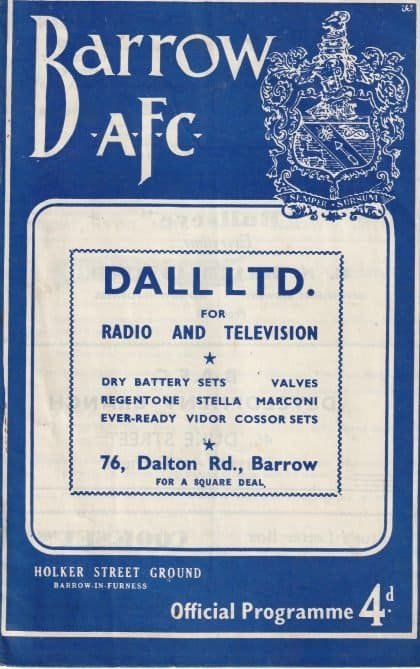 Barrow
A.F.C.
SEMPER · SURSUM
DALL LTD.
FOR
RADIO AND TELEVISION
★
DRY BATTERY SETS VALVES
REGENTONE STELLA MARCONI
EVER-READY VIDOR COSSOR SETS
★
76, Dalton Rd., Barrow
FOR A SQUARE DEAL
HOLKER STREET GROUND
BARROW-IN-FURNESS
Official Programme 4d.